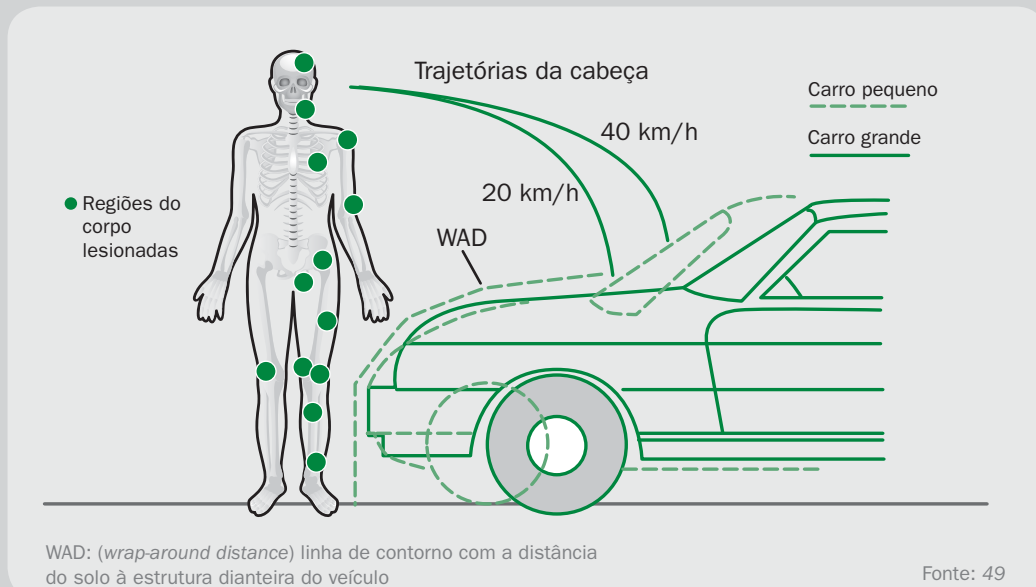 Trajetórias da cabeça
Carro pequeno
40 km/h
Carro grande
20 km/h
Regiões do
corpo
lesionadas
WAD
WAD: (wrap-around distance) linha de contorno com a distância
do solo à estrutura dianteira do veículo
Fonte: 49